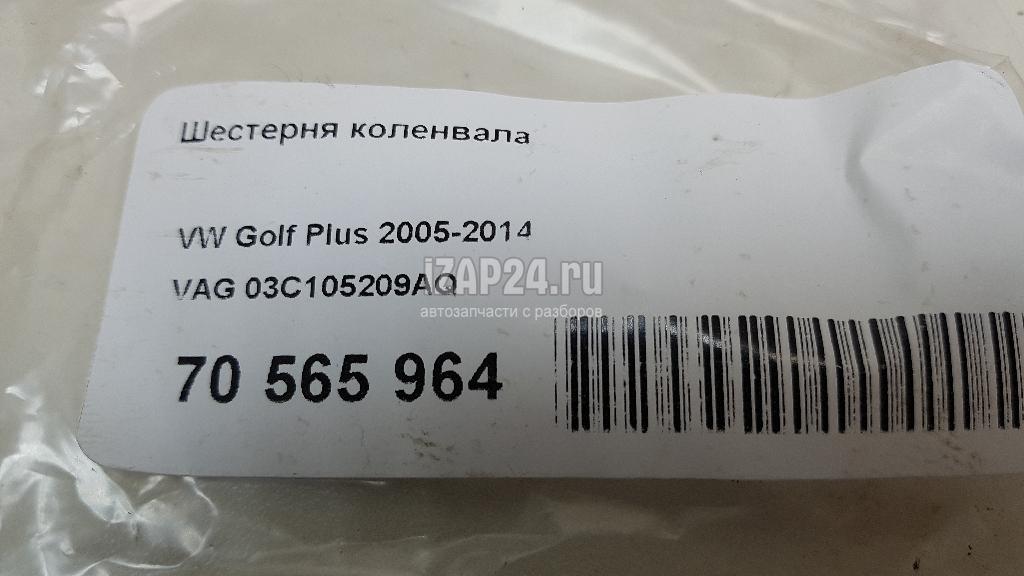 Шестерня коленвала
VW Golf Plus 2005-2014
iZAP24.ru
VAG 03C105209AQ
автозапчасти с разборов
70 565 964